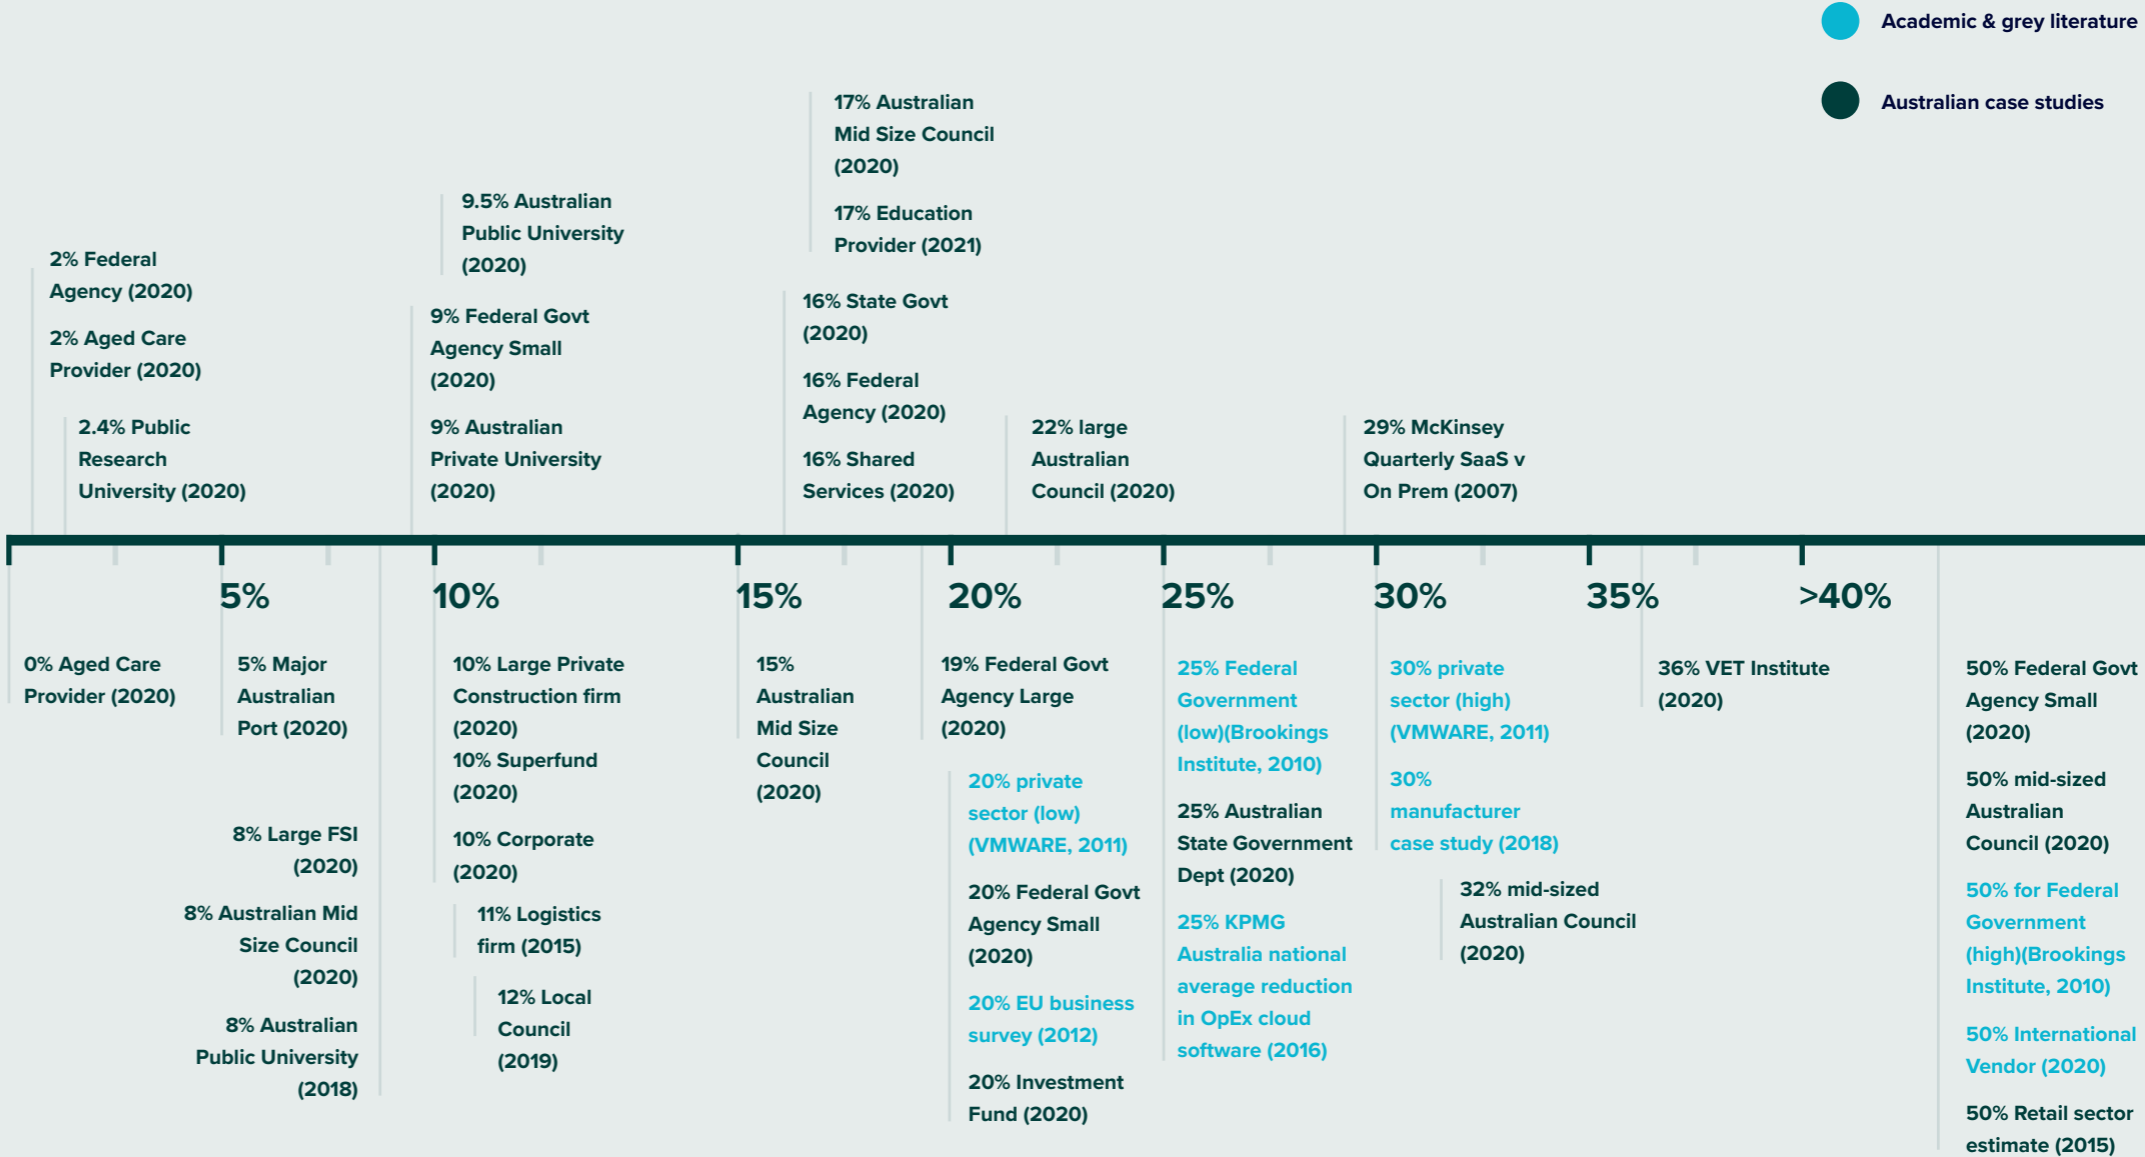 Academic & grey literature
Australian case studies
17% Australian
Mid Size Council
(2020)
17% Education
Provider (2021)
9.5% Australian
Public University
(2020)
2% Federal
Agency (2020)
2% Aged Care
Provider (2020)
2.4% Public
Research
University (2020)
9% Federal Govt
Agency Small
(2020)
9% Australian
Private University
(2020)
16% State Govt
(2020)
16% Federal
Agency (2020)
16% Shared
Services (2020)
22% large
Australian
Council (2020)
29% McKinsey
Quarterly SaaS v
On Prem (2007)
5%
10%
15%
20%
25%
30%
35%
>40%
0% Aged Care
Provider (2020)
5% Major
Australian
Port (2020)
8% Large FSI
(2020)
8% Australian Mid
Size Council
(2020)
8% Australian
Public University
(2018)
10% Large Private
Construction firm
(2020)
10% Superfund
(2020)
10% Corporate
(2020)
11% Logistics
firm (2015)
12% Local
Council
(2019)
15%
Australian
Mid Size
Council
(2020)
19% Federal Govt
Agency Large
(2020)
20% private
sector (low)
(VMWARE, 2011)
20% Federal Govt
Agency Small
(2020)
20% EU business
survey (2012)
20% Investment
Fund (2020)
25% Federal
Government
(low)(Brookings
Institute, 2010)
25% Australian
State Government
Dept (2020)
25% KPMG
Australia national
average reduction
in OpEx cloud
software (2016)
30% private
sector (high)
(VMWARE, 2011)
30%
manufacturer
case study (2018)
32% mid-sized
Australian Council
(2020)
36% VET Institute
(2020)
50% Federal Govt
Agency Small
(2020)
50% mid-sized
Australian
Council (2020)
50% for Federal
Government
(high)(Brookings
Institute, 2010)
50% International
Vendor (2020)
50% Retail sector
estimate (2015)